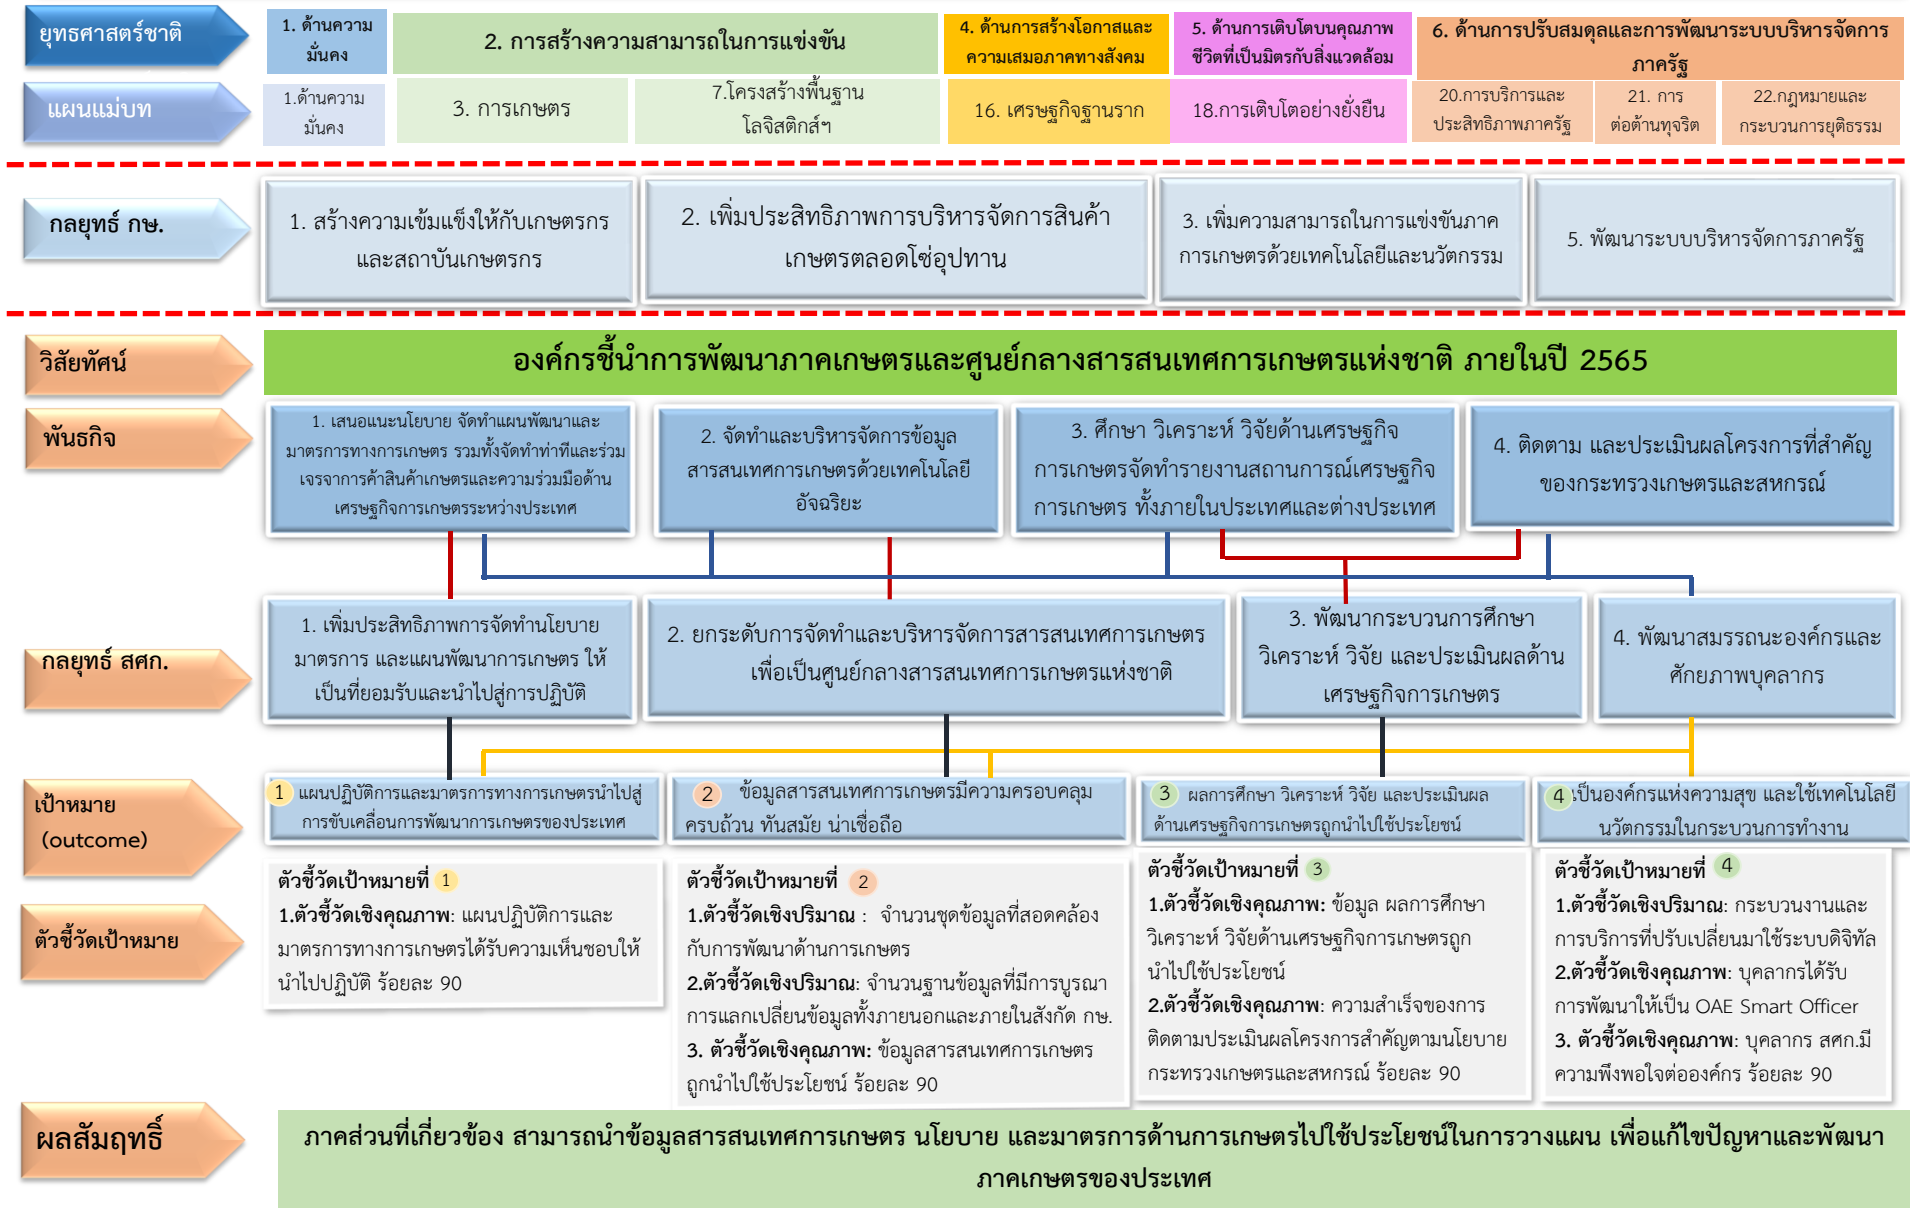 ยุทธศาสตร์ชาติ
1. ด้านความ
มั่นคง
2. การสร้างความสามารถในการแข่งขัน
4. ด้านการสร้างโอกาสและ
ความเสมอภาคทางสังคม
5. ด้านการเติบโตบนคุณภาพ
ชีวิตที่เป็นมิตรกับสิ่งแวดล้อม
6. ด้านการปรับสมดุลและการพัฒนาระบบบริหารจัดการ
ภาครัฐ
แผนแม่บท
1.ด้านความ
มั่นคง
3. การเกษตร
7.โครงสร้างพื้นฐาน
โลจิสติกส์ฯ
16. เศรษฐกิจฐานราก
18.การเติบโตอย่างยั่งยืน
20.การบริการและ
ประสิทธิภาพภาครัฐ
21. การ
ต่อต้านทุจริต
22.กฎหมายและ
กระบวนการยุติธรรม
กลยุทธ์ กษ.
1. สร้างความเข้มแข็งให้กับเกษตรกร
และสถาบันเกษตรกร
2. เพิ่มประสิทธิภาพการบริหารจัดการสินค้า
เกษตรตลอดโซ่อุปทาน
3. เพิ่มความสามารถในการแข่งขันภาค
การเกษตรด้วยเทคโนโลยีและนวัตกรรม
5. พัฒนาระบบบริหารจัดการภาครัฐ
วิสัยทัศน์
องค์กรชี้นำการพัฒนาภาคเกษตรและศูนย์กลางสารสนเทศการเกษตรแห่งชาติ ภายในปี 2565
พันธกิจ
1. เสนอแนะนโยบาย จัดทำแผนพัฒนาและ
มาตรการทางการเกษตร รวมทั้งจัดทำท่าทีและร่วม
เจรจาการค้าสินค้าเกษตรและความร่วมมือด้าน
เศรษฐกิจการเกษตรระหว่างประเทศ
2. จัดทำและบริหารจัดการข้อมูล
สารสนเทศการเกษตรด้วยเทคโนโลยี
อัจฉริยะ
3. ศึกษา วิเคราะห์ วิจัยด้านเศรษฐกิจ
การเกษตรจัดทำรายงานสถานการณ์เศรษฐกิจ
การเกษตร ทั้งภายในประเทศและต่างประเทศ
4. ติดตาม และประเมินผลโครงการที่สำคัญ
ของกระทรวงเกษตรและสหกรณ์
กลยุทธ์ สศก.
1. เพิ่มประสิทธิภาพการจัดทำนโยบาย
มาตรการ และแผนพัฒนาการเกษตร ให้
เป็นที่ยอมรับและนำไปสู่การปฏิบัติ
2. ยกระดับการจัดทำและบริหารจัดการสารสนเทศการเกษตร
เพื่อเป็นศูนย์กลางสารสนเทศการเกษตรแห่งชาติ
3. พัฒนากระบวนการศึกษา
วิเคราะห์ วิจัย และประเมินผลด้าน
เศรษฐกิจการเกษตร
4. พัฒนาสมรรถนะองค์กรและ
ศักยภาพบุคลากร
เป้าหมาย
(outcome)
1 แผนปฏิบัติการและมาตรการทางการเกษตรนำไปสู่
การขับเคลื่อนการพัฒนาการเกษตรของประเทศ
2 ข้อมูลสารสนเทศการเกษตรมีความครอบคลุม
ครบถ้วน ทันสมัย น่าเชื่อถือ
3 ผลการศึกษา วิเคราะห์ วิจัย และประเมินผล
ด้านเศรษฐกิจการเกษตรถูกนำไปใช้ประโยชน์
4 เป็นองค์กรแห่งความสุข และใช้เทคโนโลยี
นวัตกรรมในกระบวนการทำงาน
ตัวชี้วัดเป้าหมาย
ตัวชี้วัดเป้าหมายที่ 1
1.ตัวชี้วัดเชิงคุณภาพ: แผนปฏิบัติการและ
มาตรการทางการเกษตรได้รับความเห็นชอบให้
นำไปปฏิบัติ ร้อยละ 90
ตัวชี้วัดเป้าหมายที่ 2
1.ตัวชี้วัดเชิงปริมาณ : จำนวนชุดข้อมูลที่สอดคล้อง
กับการพัฒนาด้านการเกษตร
2.ตัวชี้วัดเชิงปริมาณ: จำนวนฐานข้อมูลที่มีการบูรณา
การแลกเปลี่ยนข้อมูลทั้งภายนอกและภายในสังกัด กษ.
3. ตัวชี้วัดเชิงคุณภาพ: ข้อมูลสารสนเทศการเกษตร
ถูกนำไปใช้ประโยชน์ ร้อยละ 90
ตัวชี้วัดเป้าหมายที่ 3
1.ตัวชี้วัดเชิงคุณภาพ: ข้อมูล ผลการศึกษา
วิเคราะห์ วิจัยด้านเศรษฐกิจการเกษตรถูก
นำไปใช้ประโยชน์
2.ตัวชี้วัดเชิงคุณภาพ: ความสำเร็จของการ
ติดตามประเมินผลโครงการสำคัญตามนโยบาย
กระทรวงเกษตรและสหกรณ์ ร้อยละ 90
ตัวชี้วัดเป้าหมายที่ 4
1.ตัวชี้วัดเชิงปริมาณ: กระบวนงานและ
การบริการที่ปรับเปลี่ยนมาใช้ระบบดิจิทัล
2.ตัวชี้วัดเชิงคุณภาพ: บุคลากรได้รับ
การพัฒนาให้เป็น OAE Smart Officer
3. ตัวชี้วัดเชิงคุณภาพ: บุคลากร สศก.มี
ความพึงพอใจต่อองค์กร ร้อยละ 90
ผลสัมฤทธิ์
ภาคส่วนที่เกี่ยวข้อง สามารถนำข้อมูลสารสนเทศการเกษตร นโยบาย และมาตรการด้านการเกษตรไปใช้ประโยชน์ในการวางแผน เพื่อแก้ไขปัญหาและพัฒนา
ภาคเกษตรของประเทศ